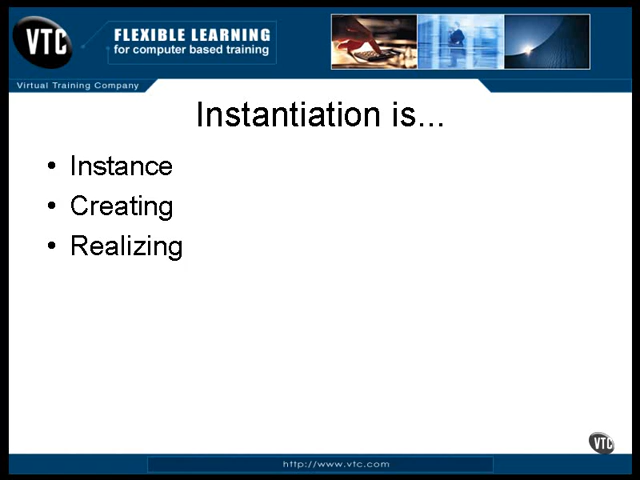 VTC
FLEXIBLE LEARNING
for computer based training
Virtual Training Company
Instantiation is...
• Instance
• Creating
• Realizing
VTC
http://www.vtc.com